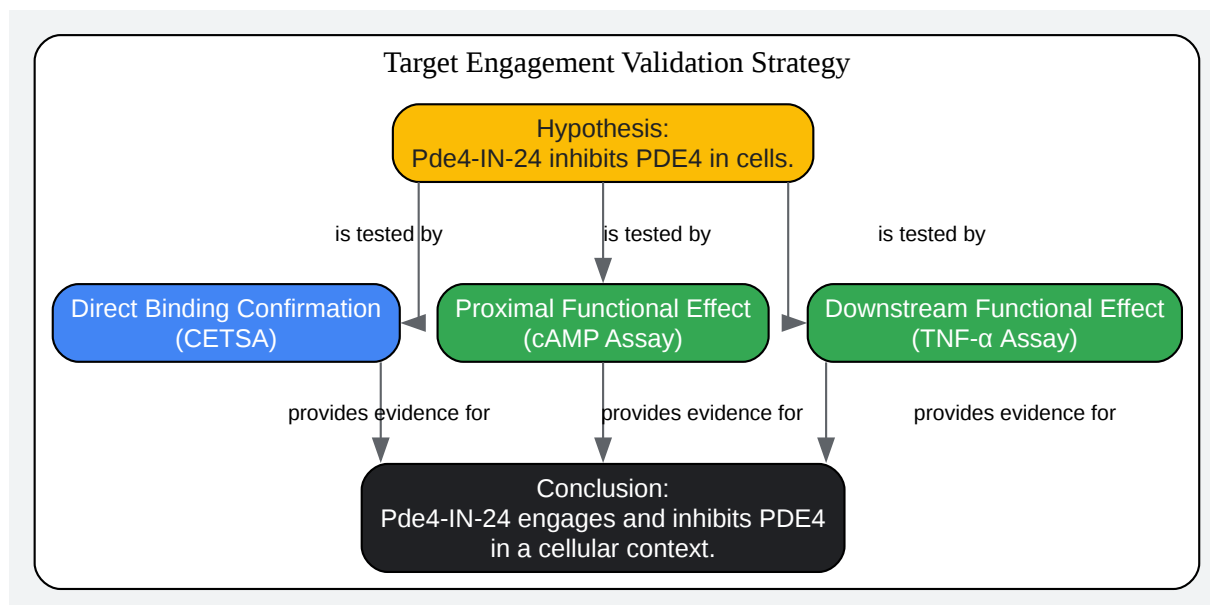 Target Engagement Validation Strategy
Hypothesis:
Pde4-IN-24 inhibits PDE4 in cells.
is tested by
is tested by
is tested by
Direct Binding Confirmation
(CETSA)
Proximal Functional Effect
(cAMP Assay)
Downstream Functional Effect
(TNF-α Assay)
provides evidence for
provides evidence for
provides evidence for
Conclusion:
Pde4-IN-24 engages and inhibits PDE4
in a cellular context.